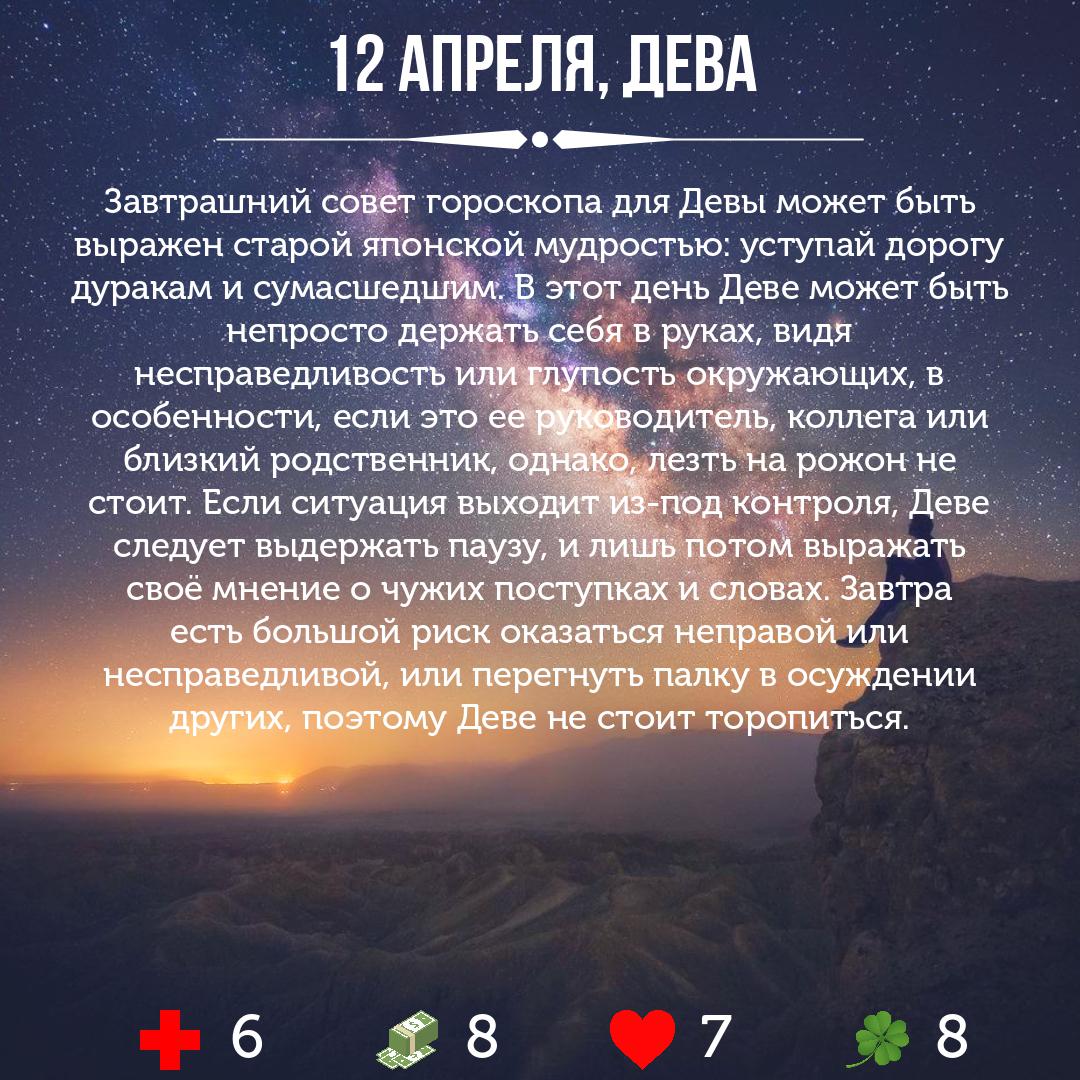 12 АПРЕЛЯ, ДЕВА
Завтрашний совет гороскопа для Девы может быть
выражен старой японской мудростью: уступай дорогу
дуракам и сумасшедшим. В этот день Деве может быть
непросто держать себя в руках, видя
несправедливость или глупость окружающих, в
особенности, если это ее руководитель, коллега или
близкий родственник, однако, лезть на рожон не
стоит. Если ситуация выходит из-под контроля, Деве
следует выдержать паузу, и лишь потом выражать
своё мнение о чужих поступках и словах. Завтра
есть большой риск оказаться неправой или
несправедливой, или перегнуть палку в осуждении
других, поэтому Деве не стоит торопиться.
6 8 7 8